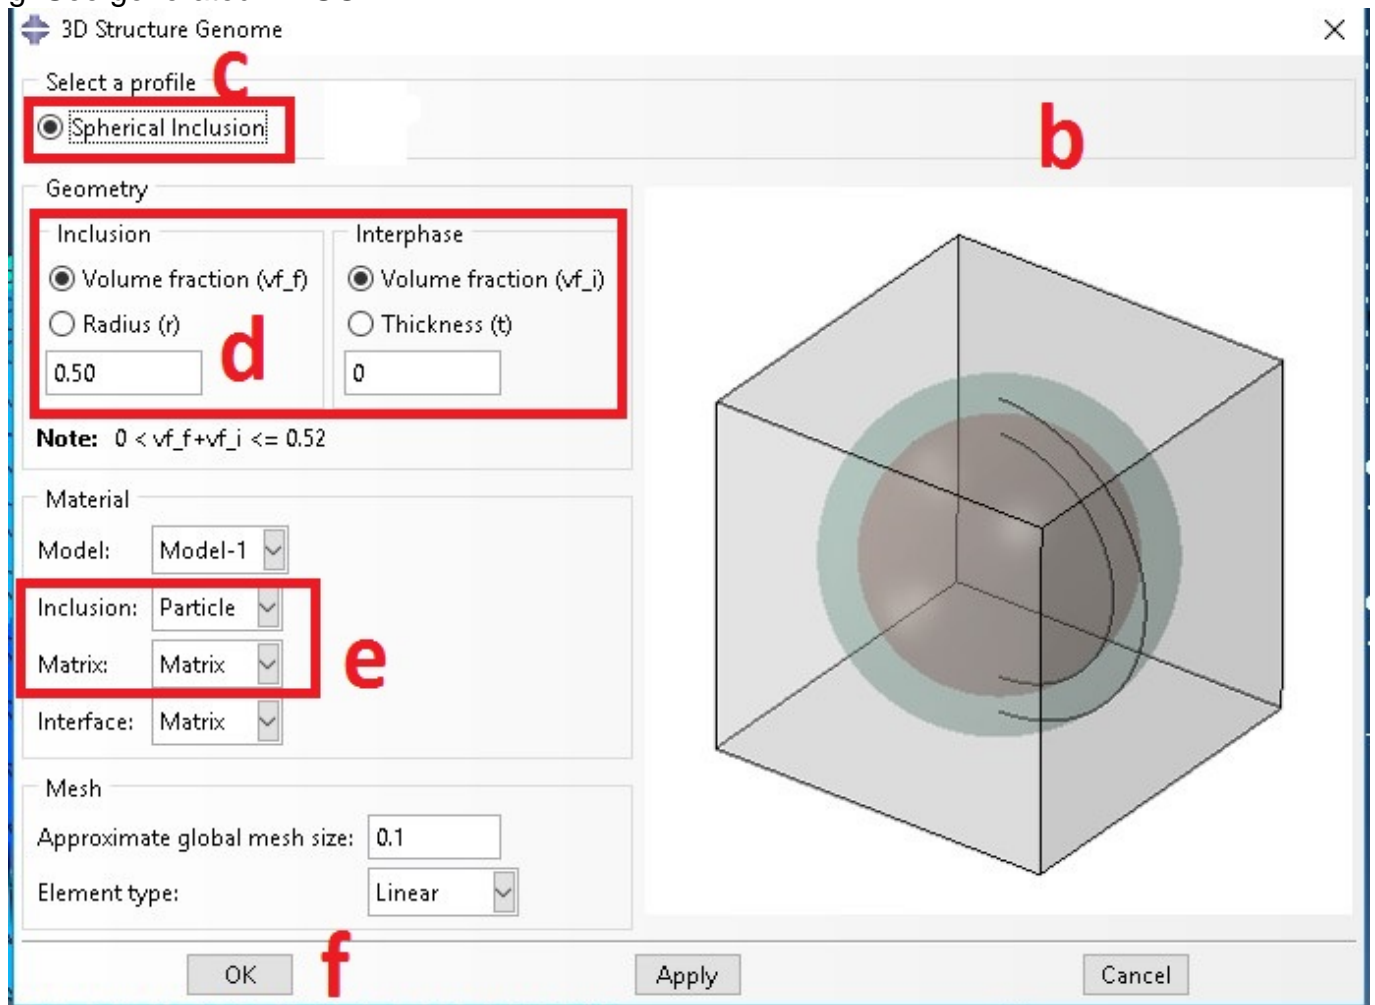 3D Structure Genome
c
Select a profile
Spherical Inclusion
b
Geometry
Inclusion Interphase
Volume fraction (vf_f) Volume fraction (vf_i)
Radius (r) Thickness (t)
d
0.50 0
Note: 0 < vf_f+vf_i <= 0.52
Material
Model: Model-1
Inclusion: Particle
Matrix: Matrix
e
Interface: Matrix
Mesh
Approximate global mesh size: 0.1
Element type: Linear
f
OK Apply Cancel